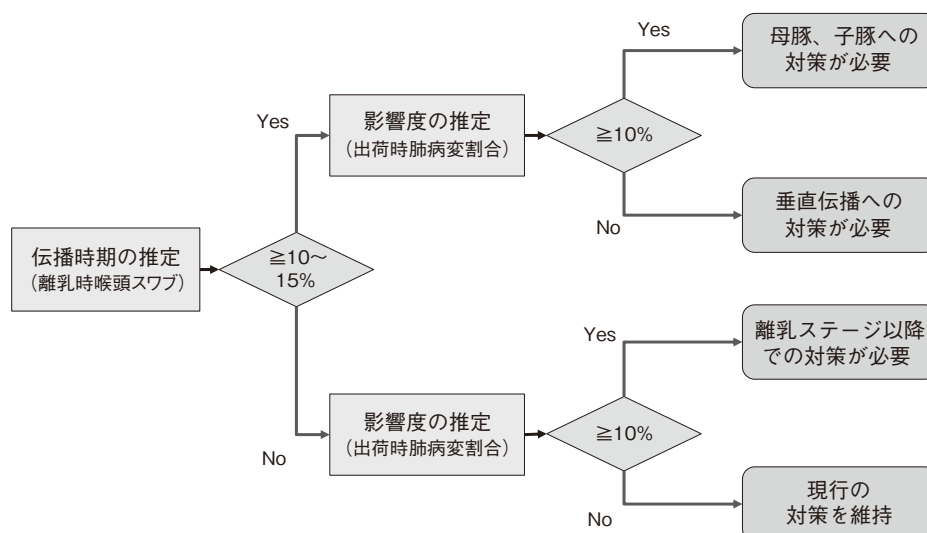 伝播時期の推定
（離乳時喉頭スワブ）
≧10～
15%
Yes
影響度の推定
（出荷時肺病変割合）
≧10%
Yes
母豚、子豚への
対策が必要
No
垂直伝播への
対策が必要
No
影響度の推定
（出荷時肺病変割合）
≧10%
Yes
離乳ステージ以降
での対策が必要
No
現行の
対策を維持